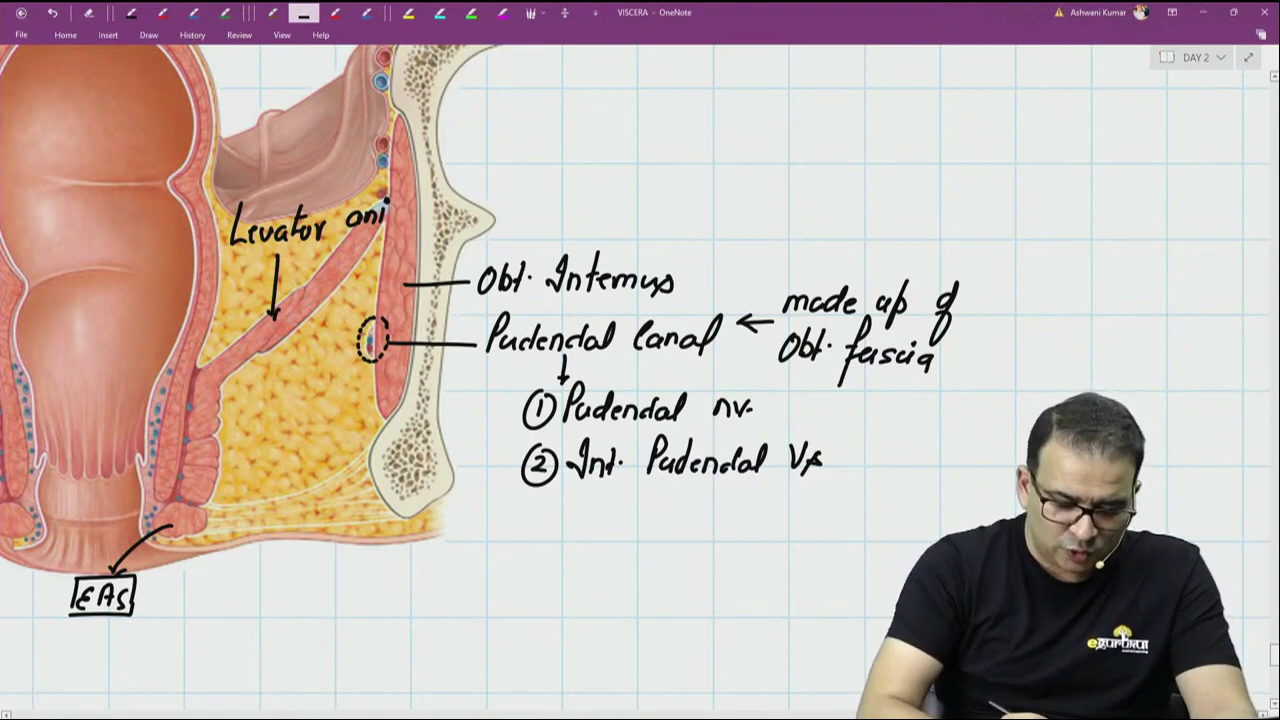 VISCERA - OneNote
Ashwani Kumar
File Home Insert Draw History Review View Help
DAY 2
Levator ani
Obt. Internus
Pudendal Canal ← made up of
Obt. fascia
① Pudendal nv.
② Int. Pudendal Vs
EAS
egurukul